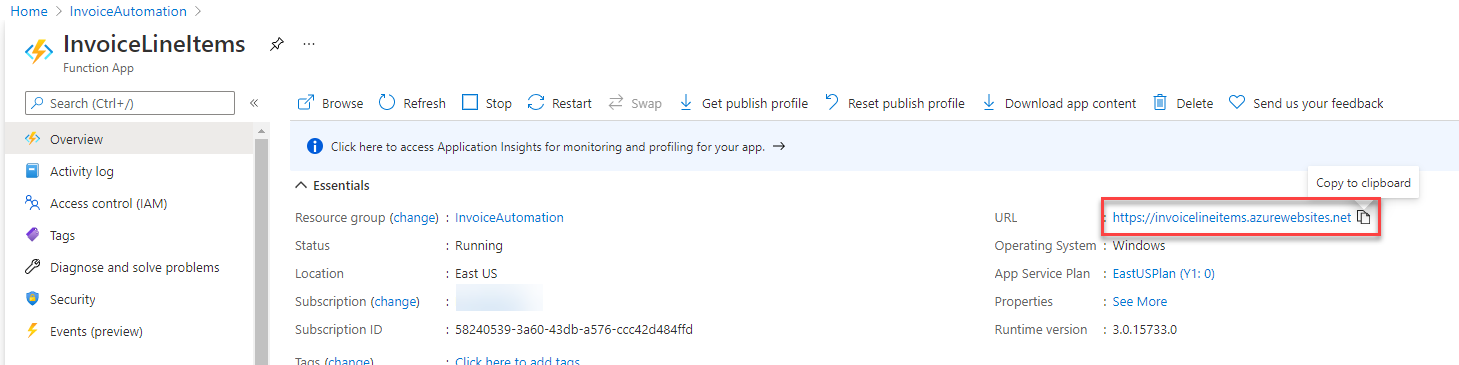 Home > InvoiceAutomation >
InvoiceLineItems
Function App
Search (Ctrl+/)
«
Overview
Activity log
Access control (IAM)
Tags
Diagnose and solve problems
Security
Events (preview)
Browse Refresh Stop Restart Swap Get publish profile Reset publish profile Download app content Delete Send us your feedback
Click here to access Application Insights for monitoring and profiling for your app. →
Copy to clipboard
Essentials
Resource group (change) : InvoiceAutomation
Status : Running
Location : East US
Subscription (change) :
Subscription ID : 58240539-3a60-43db-a576-ccc42d484ffd
Tags (change) : Click here to add tags
URL : https://invoicelineitems.azurewebsites.net
Operating System : Windows
App Service Plan : EastUSPlan (Y1: 0)
Properties : See More
Runtime version : 3.0.15733.0